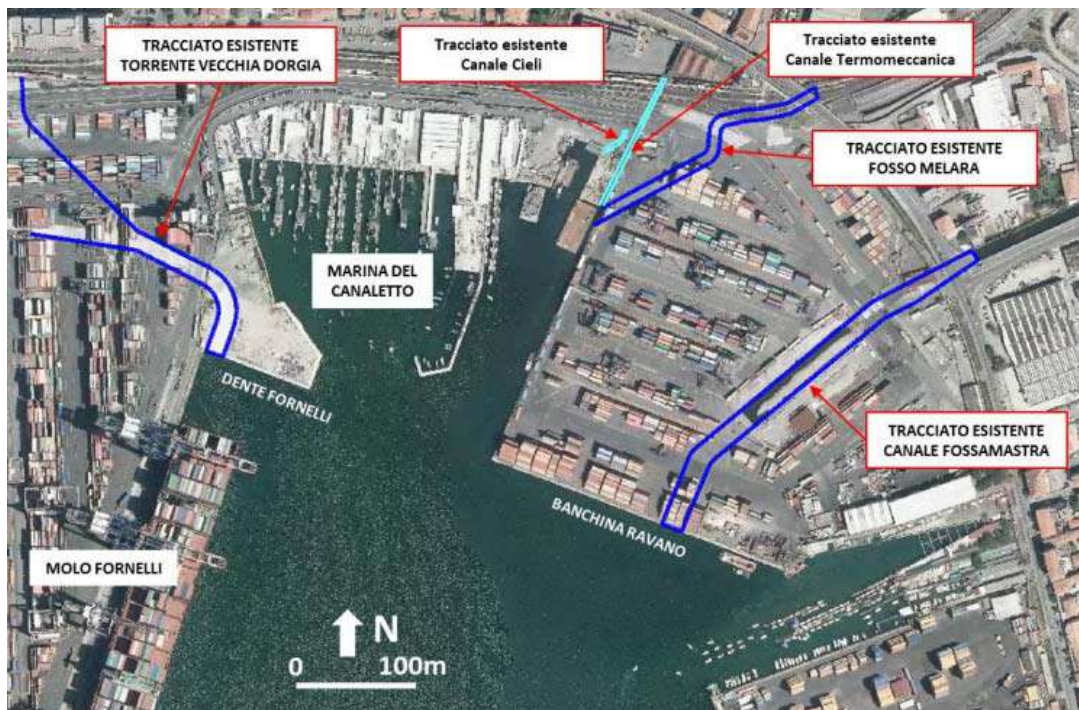 TRACCIATO ESISTENTE
TORRENTE VECCHIA DORGIA
Tracciato esistente
Canale Cieli
Tracciato esistente
Canale Termomeccanica
TRACCIATO ESISTENTE
FOSSO MELARA
MARINA DEL
CANALETTO
DENTE FORNELLI
TRACCIATO ESISTENTE
CANALE FOSSAMASTRA
BANCHINA RAVANO
MOLO FORNELLI
N
0 100m